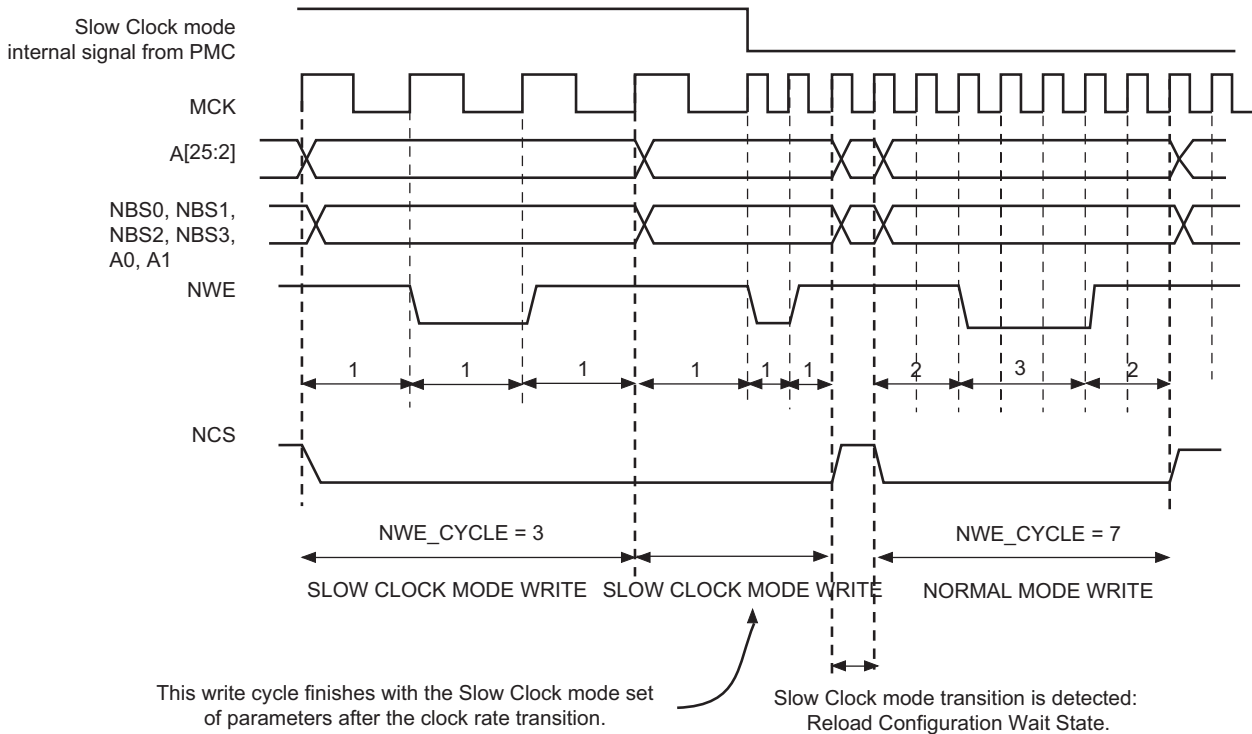 Slow Clock mode
internal signal from PMC
MCK
A[25:2]
NBS0, NBS1,
NBS2, NBS3,
A0, A1
NWE
1 1 1 1 1 1 2 3 2
NCS
NWE_CYCLE = 3 NWE_CYCLE = 7
SLOW CLOCK MODE WRITE SLOW CLOCK MODE WRITE NORMAL MODE WRITE
This write cycle finishes with the Slow Clock mode set
of parameters after the clock rate transition.
Slow Clock mode transition is detected:
Reload Configuration Wait State.